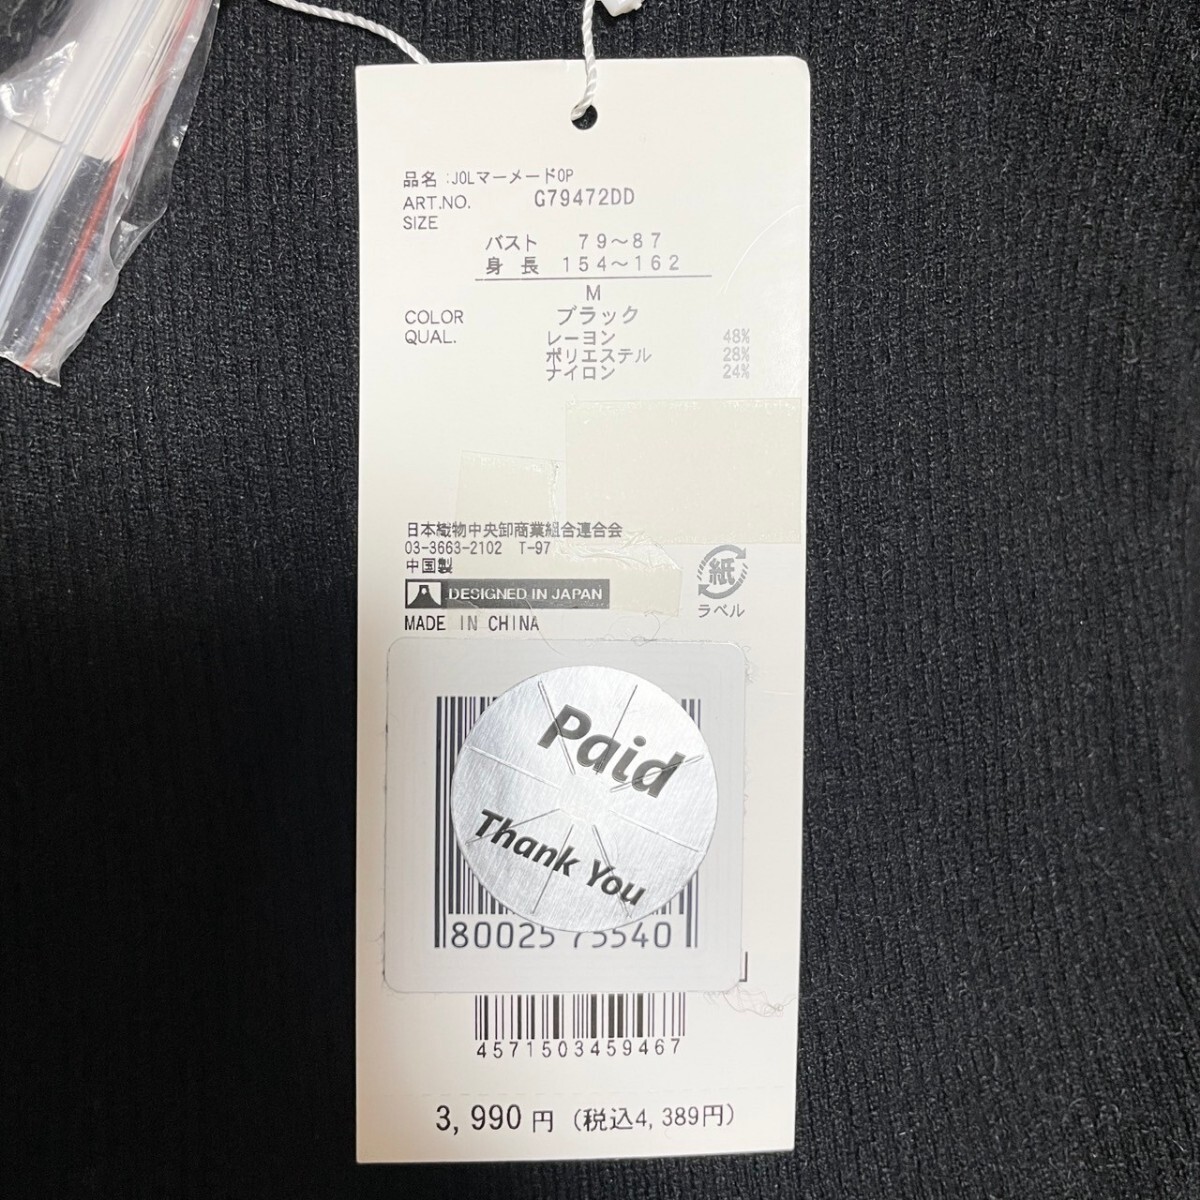 品名:JOLマーメードOP
ART.NO. G79472DD
SIZE
バスト 79〜87
身長 154〜162
M
COLOR ブラック
QUAL. レーヨン 48%
ポリエステル 28%
ナイロン 24%
日本織物中央卸商業組合連合会
03-3663-2102 T-97
中国製
紙
ラベル
DESIGNED IN JAPAN
MADE IN CHINA
Paid
Thank You
80025 75540
4571503459467
3,990円 (税込4,389円)